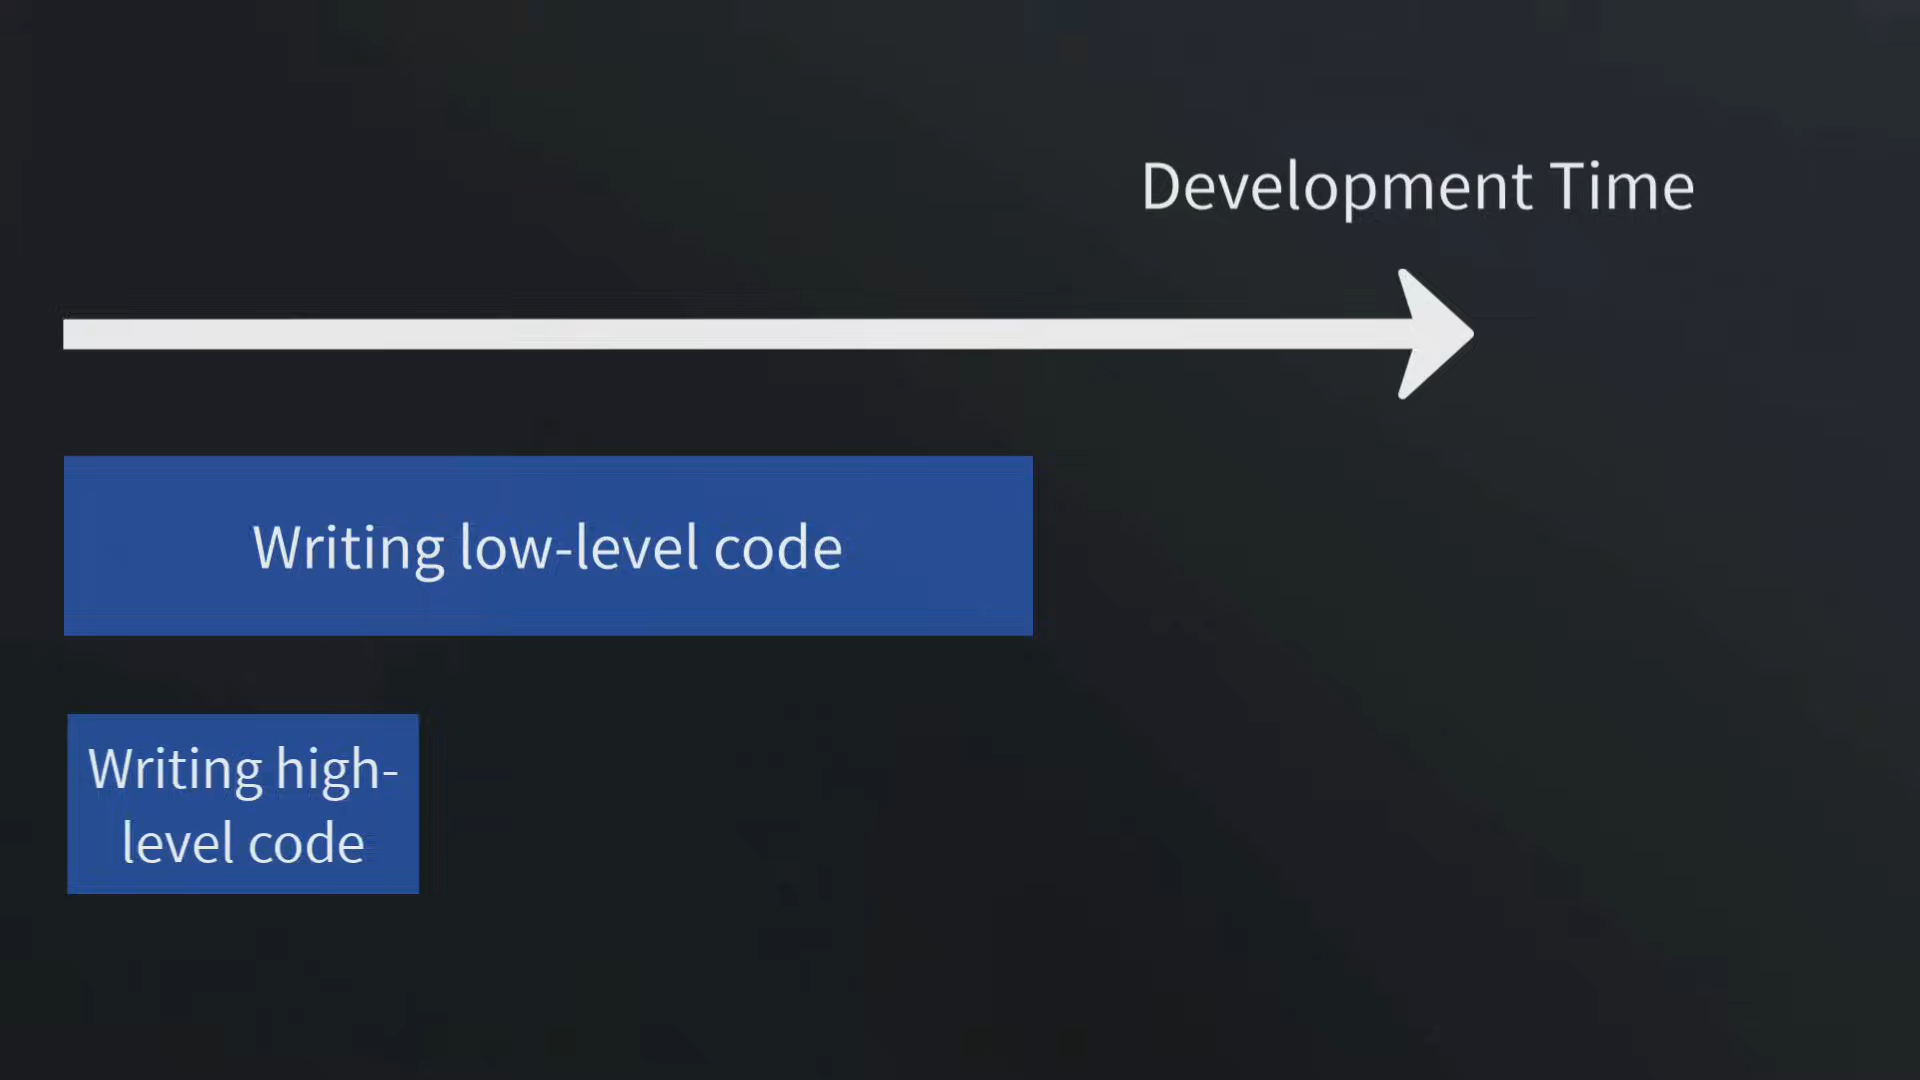 Development Time
Writing low-level code
Writing high-
level code